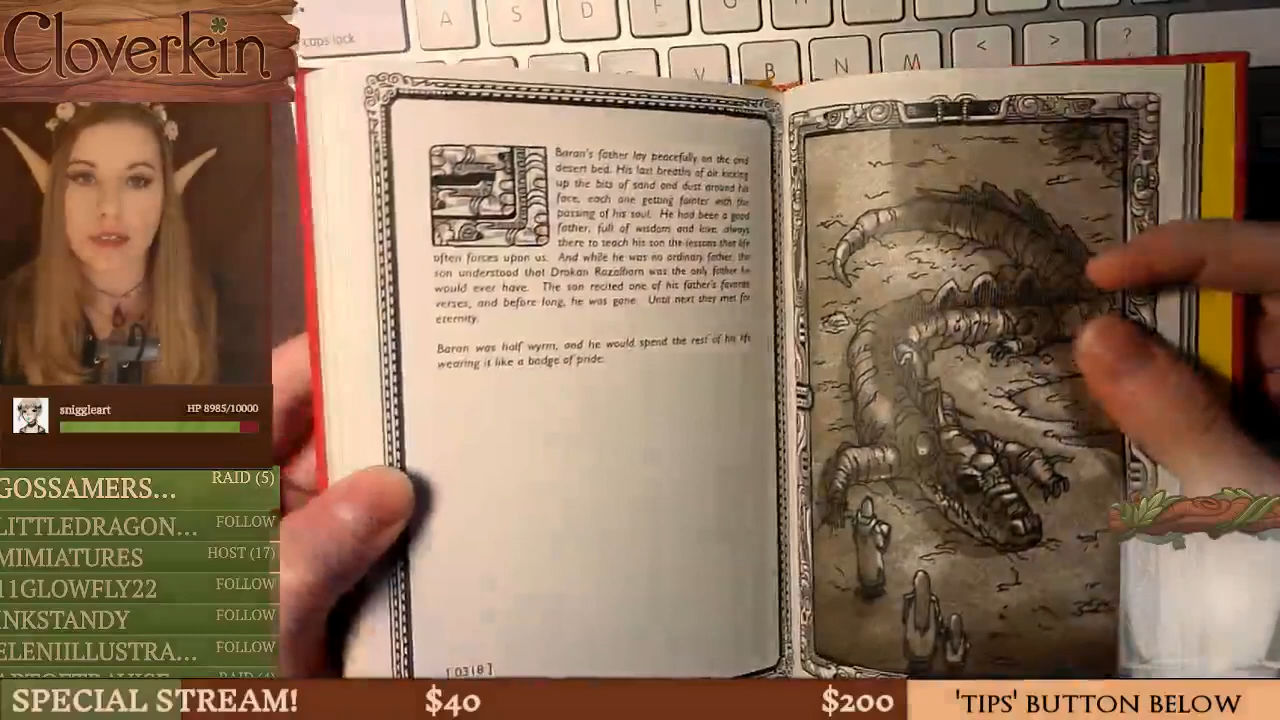 Cloverkin
caps lock
A S D F G H
V B N M < > ?
Baran's father lay peacefully on the arid
desert bed. His last breaths of air kicking
up the bits of sand and dust around his
face, each one getting fainter with the
passing of his soul. He had been a good
father, full of wisdom and love, always
there to teach his son the lessons that life
often forces upon us. And while he was no ordinary father, the
son understood that Drokan Razelharn was the only father he
would ever have. The son recited one of his father's favorite
verses, and before long, he was gone. Until next they met for
eternity.
Baran was half wyrm, and he would spend the rest of his life
wearing it like a badge of pride.
[0318]
sniggleart HP 8985/10000
GOSSAMERS... RAID (5)
LITTLEDRAGON... FOLLOW
MIMIATURES HOST (17)
11GLOWFLY22 FOLLOW
INKSTANDY FOLLOW
ELENIILLUSTRA... FOLLOW
SPECIAL STREAM! $40 $200 'TIPS' BUTTON BELOW